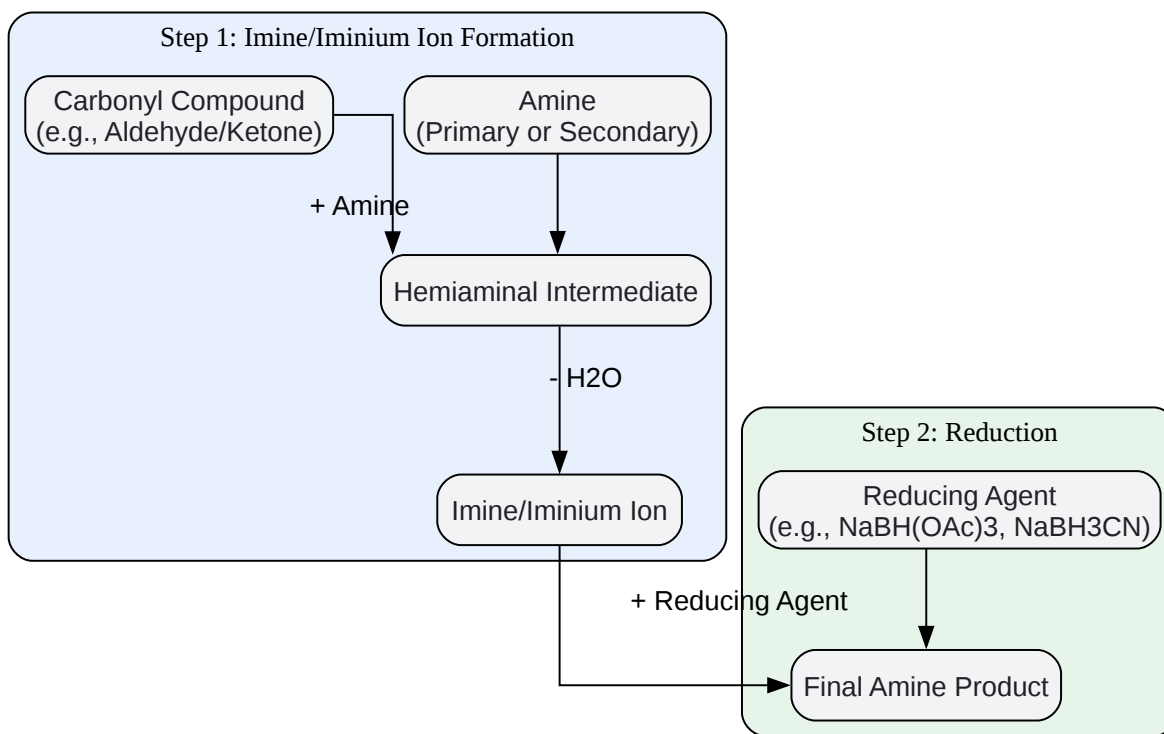 Step 1: Imine/Iminium Ion Formation
Carbonyl Compound
(e.g., Aldehyde/Ketone)
Amine
(Primary or Secondary)
+ Amine
Hemiaminal Intermediate
- H2O
Imine/Iminium Ion
Step 2: Reduction
Reducing Agent
(e.g., NaBH(OAc)3, NaBH3CN)
+ Reducing Agent
Final Amine Product